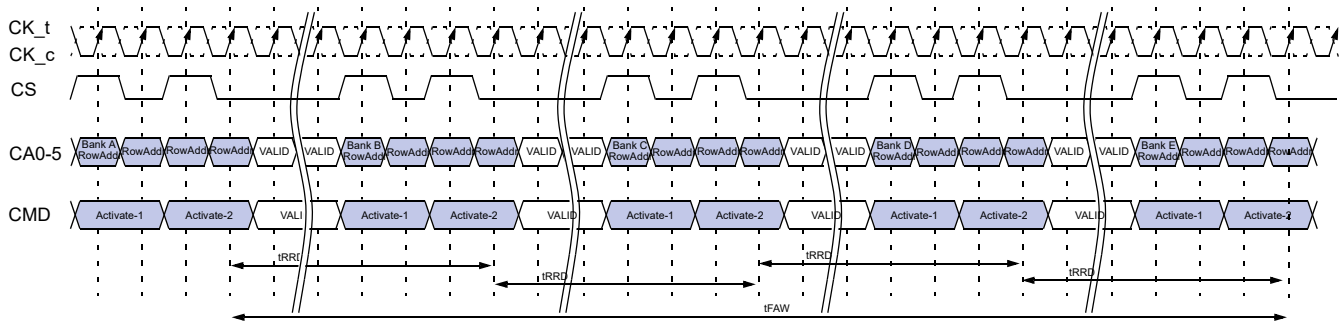 CK_t
CK_c
CS
CA0-5 Bank A RowAddr RowAddr RowAddr RowAddr VALID VALID Bank B RowAddr RowAddr RowAddr RowAddr VALID VALID Bank C RowAddr RowAddr RowAddr RowAddr VALID VALID Bank D RowAddr RowAddr RowAddr RowAddr VALID VALID Bank E RowAddr RowAddr RowAddr RowAddr
CMD Activate-1 Activate-2 VALID Activate-1 Activate-2 VALID Activate-1 Activate-2 VALID Activate-1 Activate-2 VALID Activate-1 Activate-2
tRRD tRRD
tRRD tRRD
tFAW